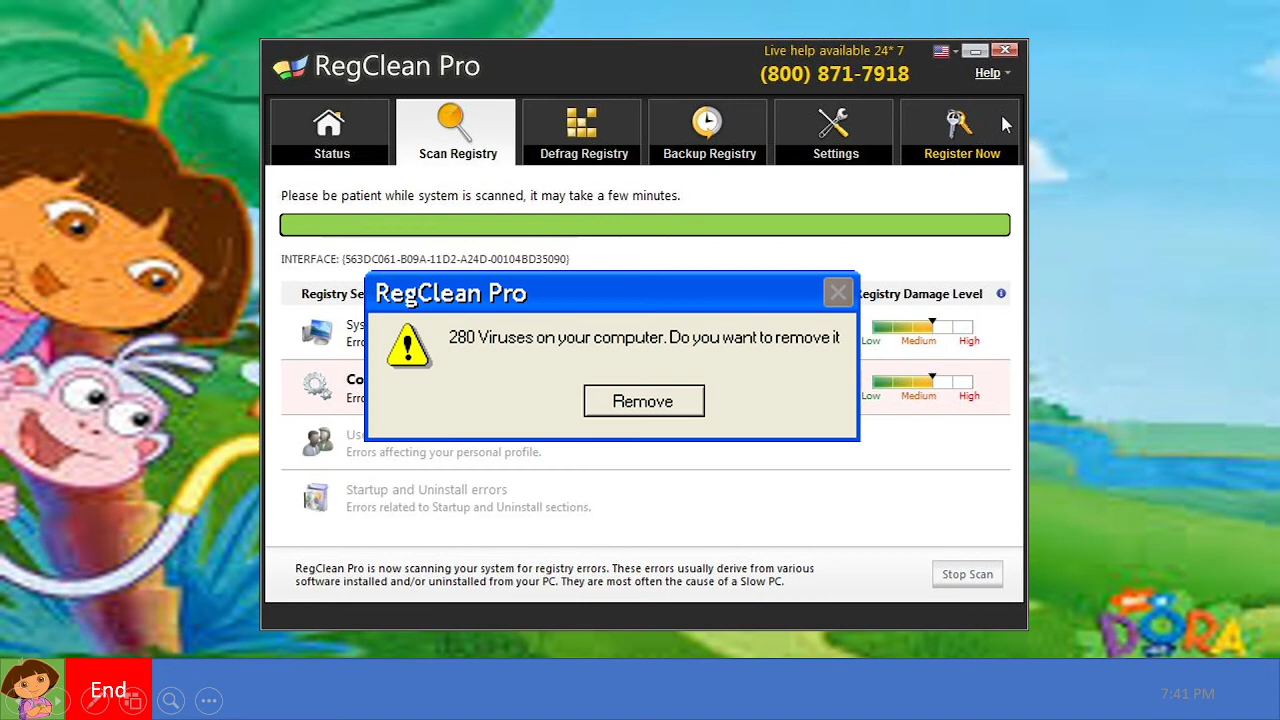 RegClean Pro
Live help available 24* 7
(800) 871-7918
Help
Status
Scan Registry
Defrag Registry
Backup Registry
Settings
Register Now
Please be patient while system is scanned, it may take a few minutes.
INTERFACE: {563DC061-B09A-11D2-A24D-00104BD35090}
Registry Se
egistry Damage Level
RegClean Pro
280 Viruses on your computer. Do you want to remove it
Remove
Sys
Erro
Low Medium High
Co
Erro
Low Medium High
Use
Errors affecting your personal profile.
Startup and Uninstall errors
Errors related to Startup and Uninstall sections.
RegClean Pro is now scanning your system for registry errors. These errors usually derive from various
software installed and/or uninstalled from your PC. They are most often the cause of a Slow PC.
Stop Scan
DORA
End
7:41 PM